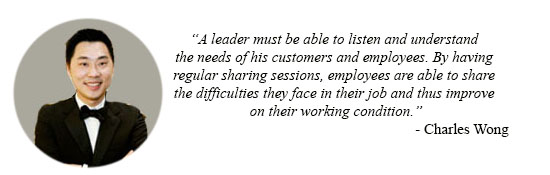 “A leader must be able to listen and understand
the needs of his customers and employees. By having
regular sharing sessions, employees are able to share
the difficulties they face in their job and thus improve
on their working condition.”
- Charles Wong